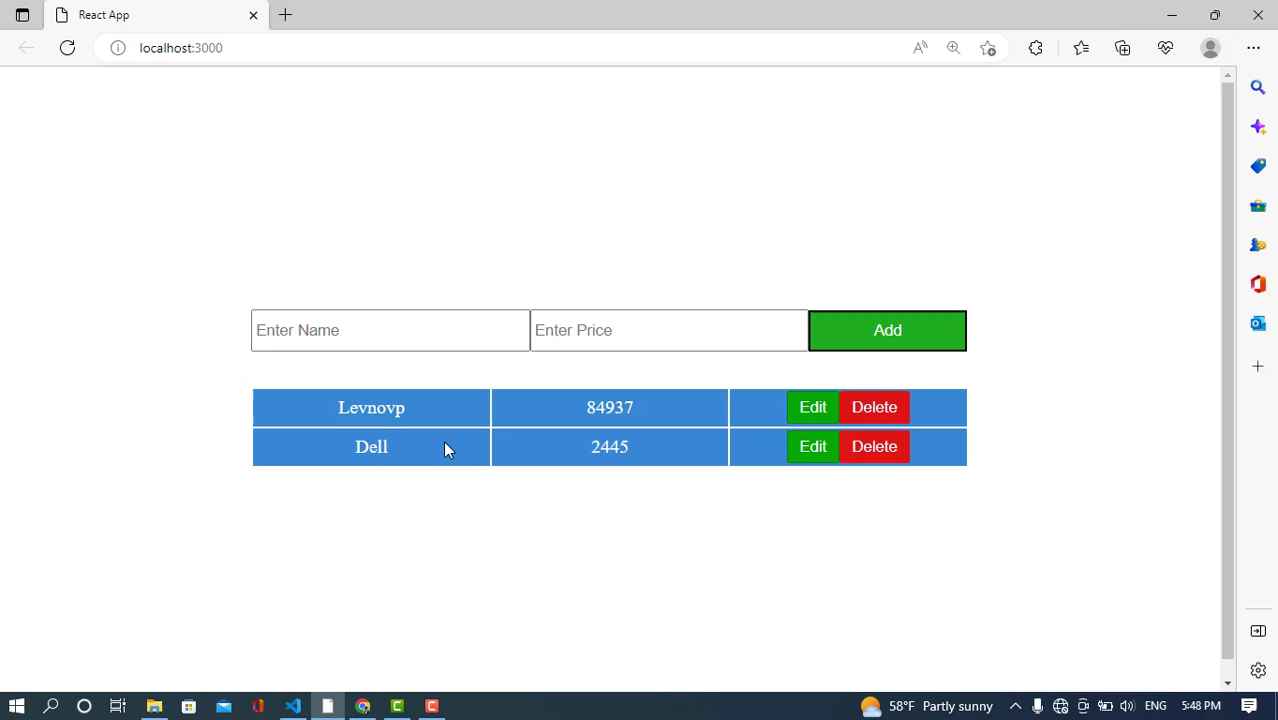 React App
localhost:3000
Enter Name Enter Price Add
Levnovp 84937 Edit Delete
Dell 2445 Edit Delete
58°F Partly sunny ENG 5:48 PM